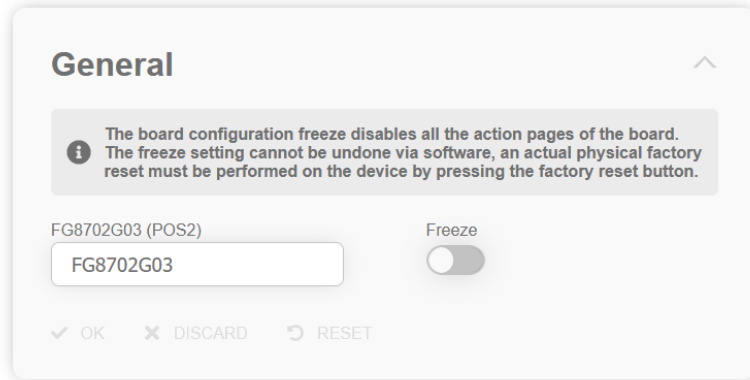 General
The board configuration freeze disables all the action pages of the board.
The freeze setting cannot be undone via software, an actual physical factory
reset must be performed on the device by pressing the factory reset button.
FG8702G03 (POS2)
Freeze
FG8702G03
OK DISCARD RESET